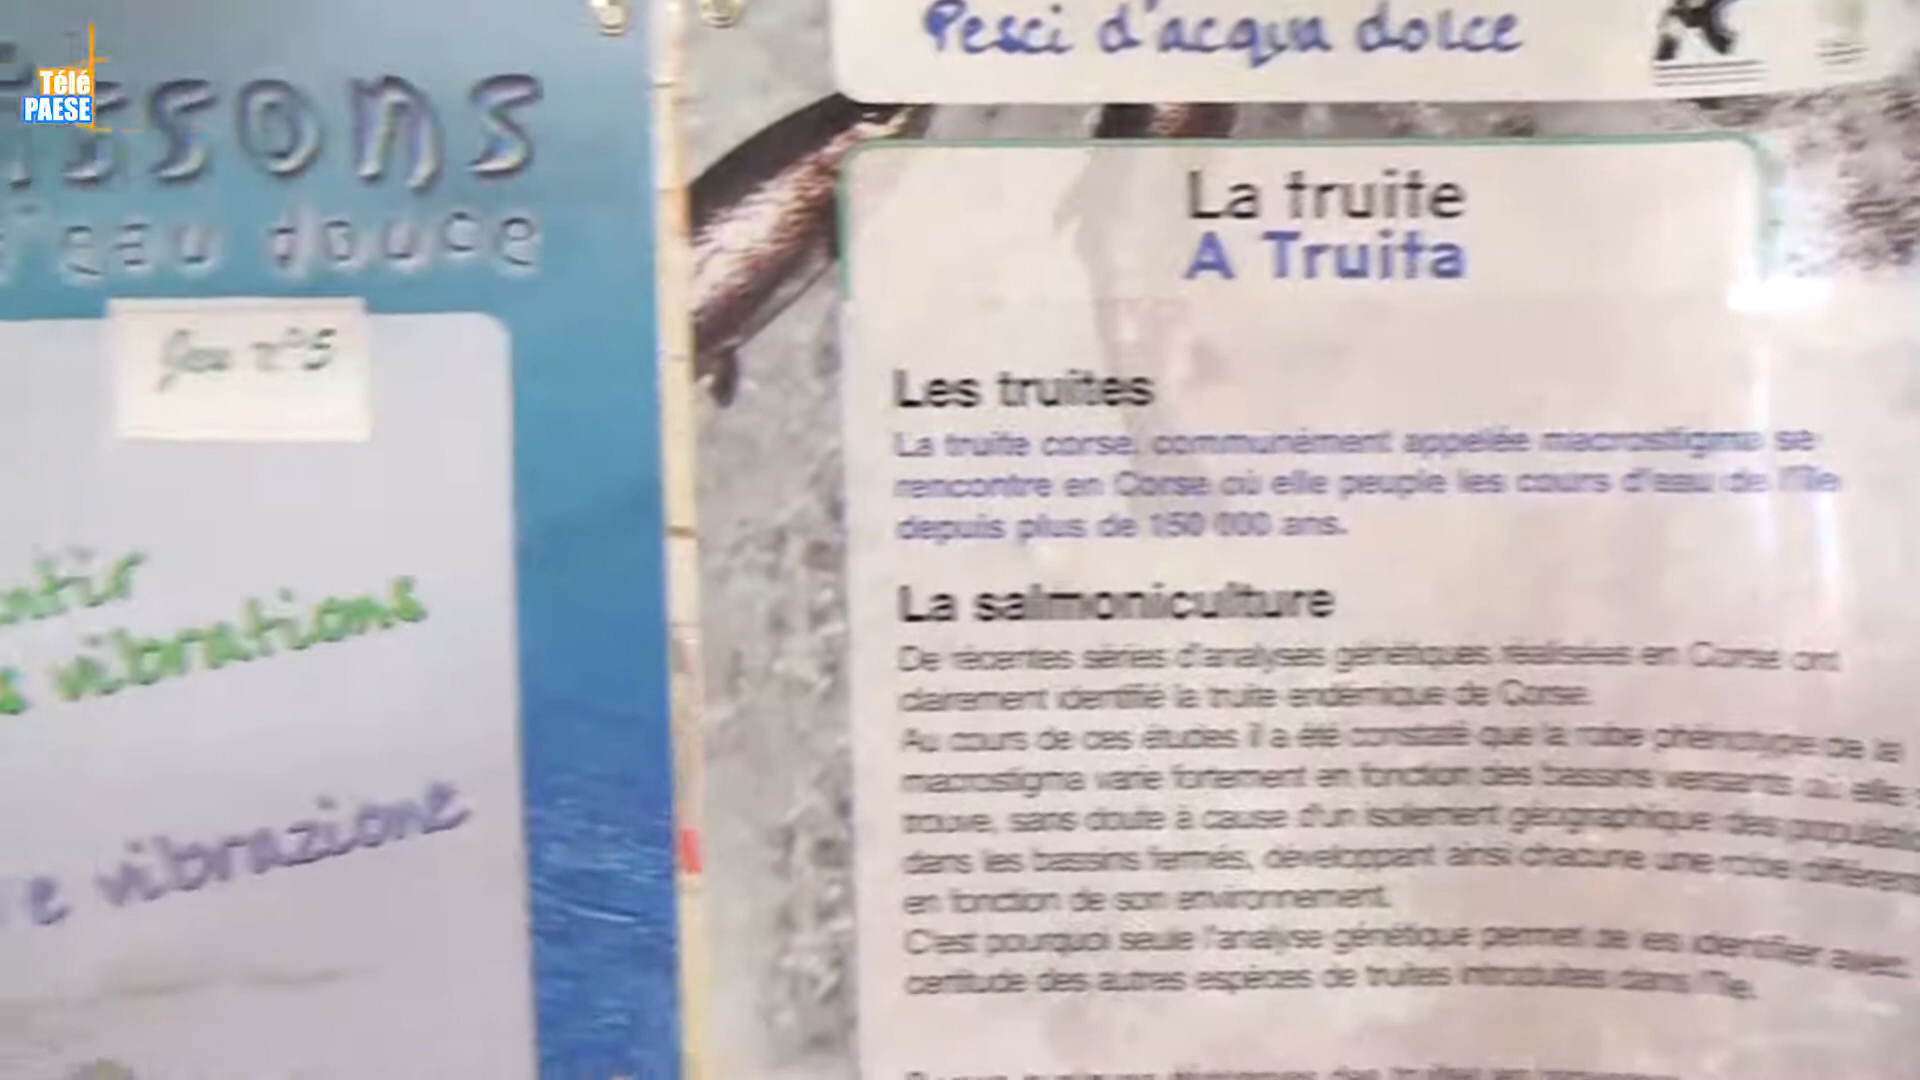 Télé
PAESE
issons
d'eau douce
Jeu n°5
vibrations
e vibrazione
Pesci d'acqua dolce
La truite
A Truita
Les truites
La truite corse, communément appelée macrostigma se
rencontre en Corse où elle peuple les cours d'eau de l'île
depuis plus de 150 000 ans.
La salmoniculture
De récentes séries d'analyses génétiques réalisées en Corse ont
clairement identifié la truite endémique de Corse.
Au cours de ces études il a été constaté que la robe phénotype de la
macrostigma varie fortement en fonction des bassins versants où elle
trouve, sans doute à cause d'un isolement géographique des populati
dans les bassins fermés, développant ainsi chacune une robe différen
en fonction de son environnement.
C'est pourquoi seule l'analyse génétique permet de les identifier avec
certitude des autres espèces de truites introduites dans l'île.